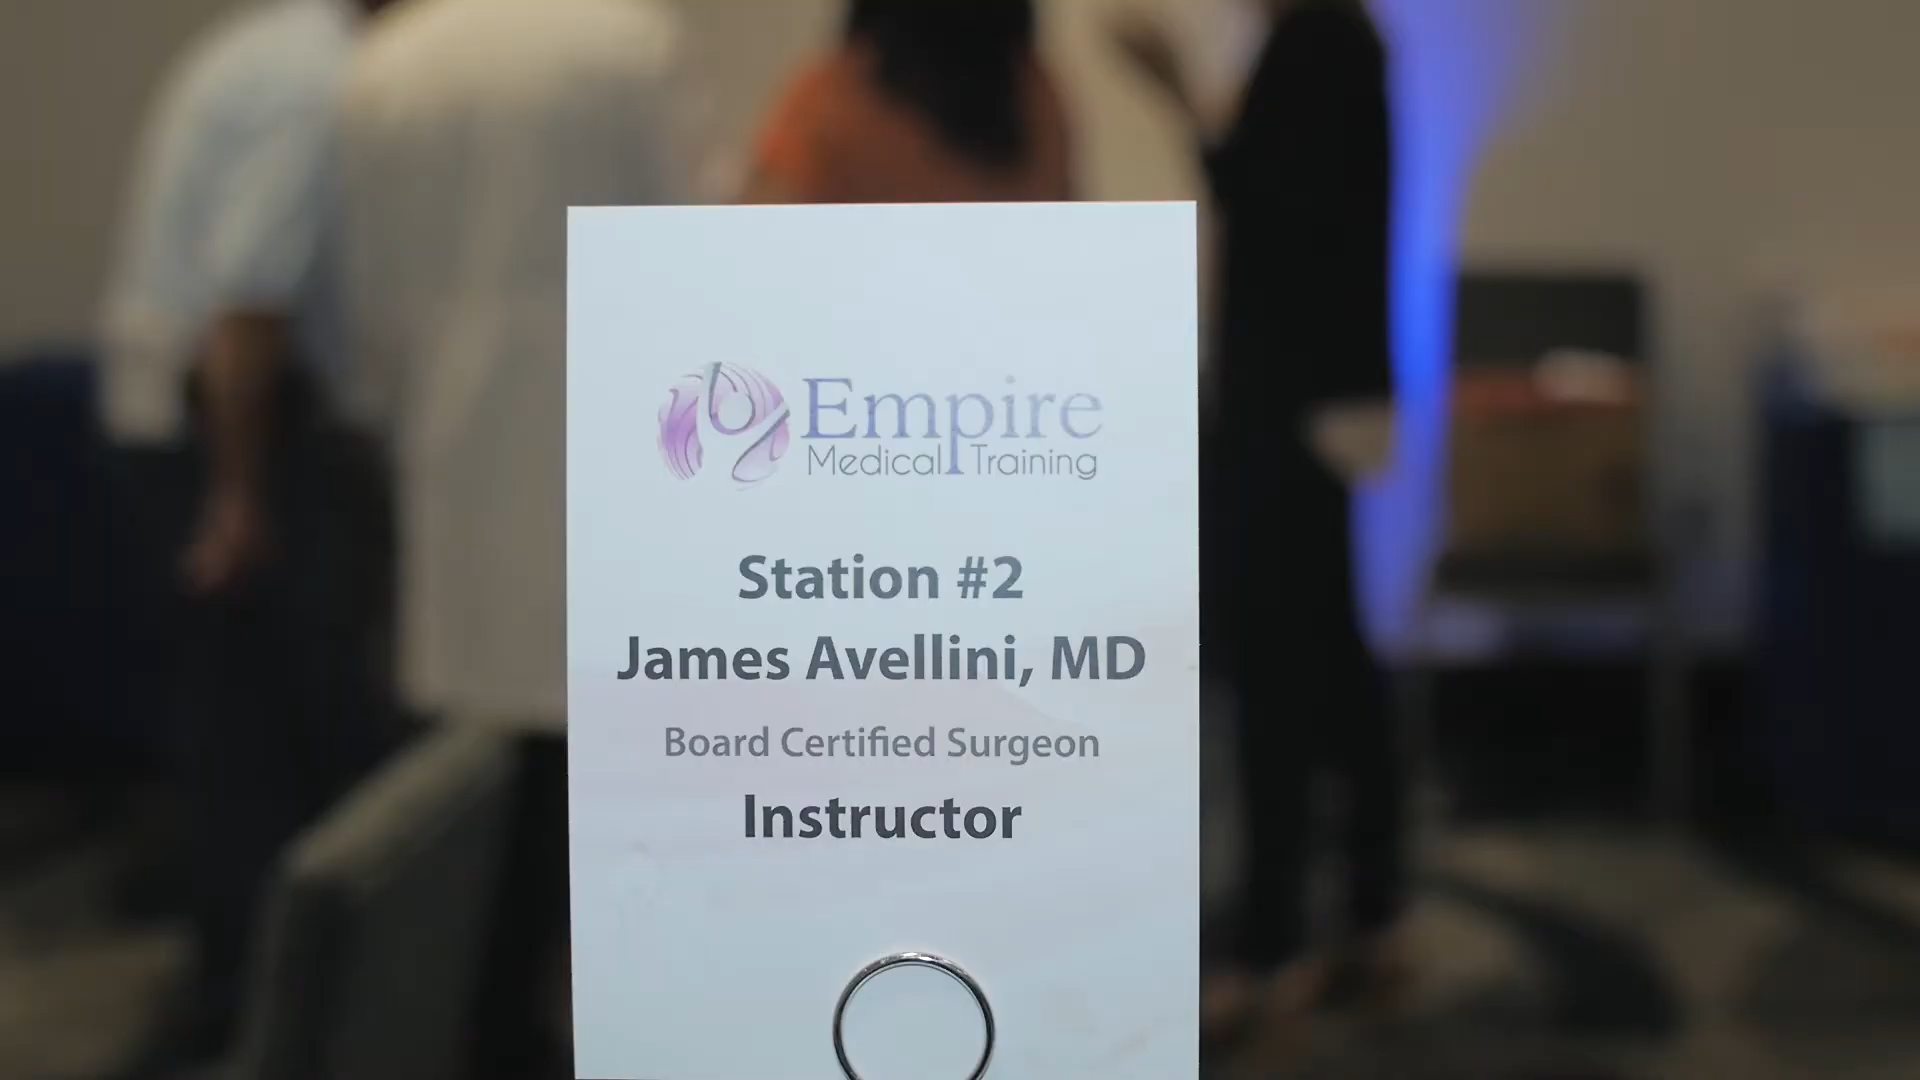 Empire
Medical Training
Station #2
James Avellini, MD
Board Certified Surgeon
Instructor